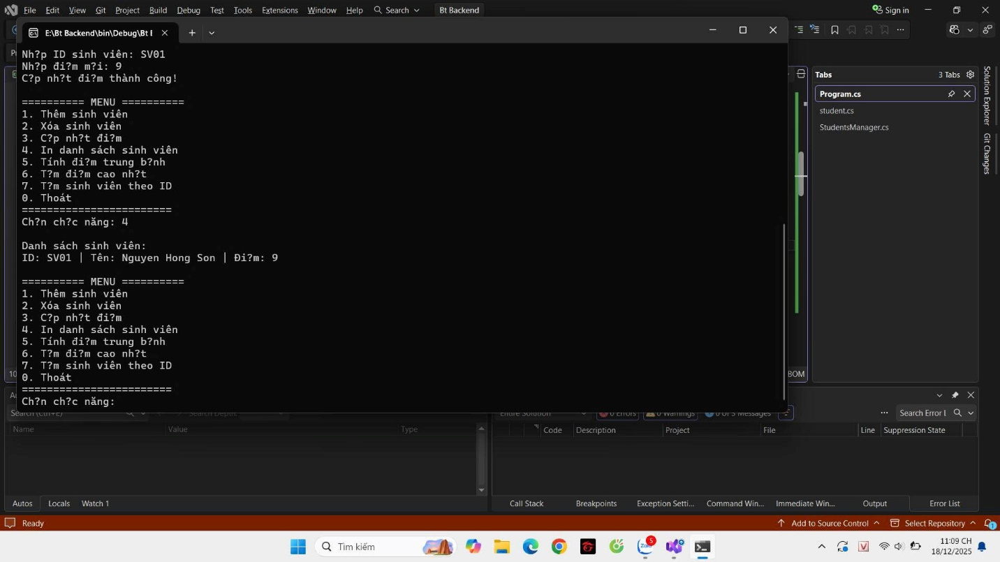 File Edit View Git Project Build Debug Test Tools Extensions Window Help Search Bt Backend Sign in
E:\Bt Backend\bin\Debug\Bt
Nh?p ID sinh viên: SV01
Nh?p đi?m m?i: 9
C?p nh?t đi?m thành công!
========== MENU ==========
1. Thêm sinh viên
2. Xóa sinh viên
3. C?p nh?t đi?m
4. In danh sách sinh viên
5. Tính đi?m trung b?nh
6. T?m đi?m cao nh?t
7. T?m sinh viên theo ID
0. Thoát
========================
Ch?n ch?c năng: 4
Danh sách sinh viên:
ID: SV01 | Tên: Nguyen Hong Son | Đi?m: 9
========== MENU ==========
1. Thêm sinh viên
2. Xóa sinh viên
3. C?p nh?t đi?m
4. In danh sách sinh viên
5. Tính đi?m trung b?nh
6. T?m đi?m cao nh?t
7. T?m sinh viên theo ID
0. Thoát
========================
Ch?n ch?c năng:
Tabs 3 Tabs
Program.cs
student.cs
StudentsManager.cs
Solution Explorer
Git Changes
BOM
Search (Ctrl+E) Search Depth
Name Value Type
Autos Locals Watch 1
Entire Solution 0 Errors 0 Warnings 0 of 3 Messages Search Error
Code Description Project File Line Suppression State
Call Stack Breakpoints Exception Setti... Command Win... Immediate Win... Output Error List
Ready Add to Source Control Select Repository 1
Tìm kiếm Zalo 5 V 11:09 CH
18/12/2025